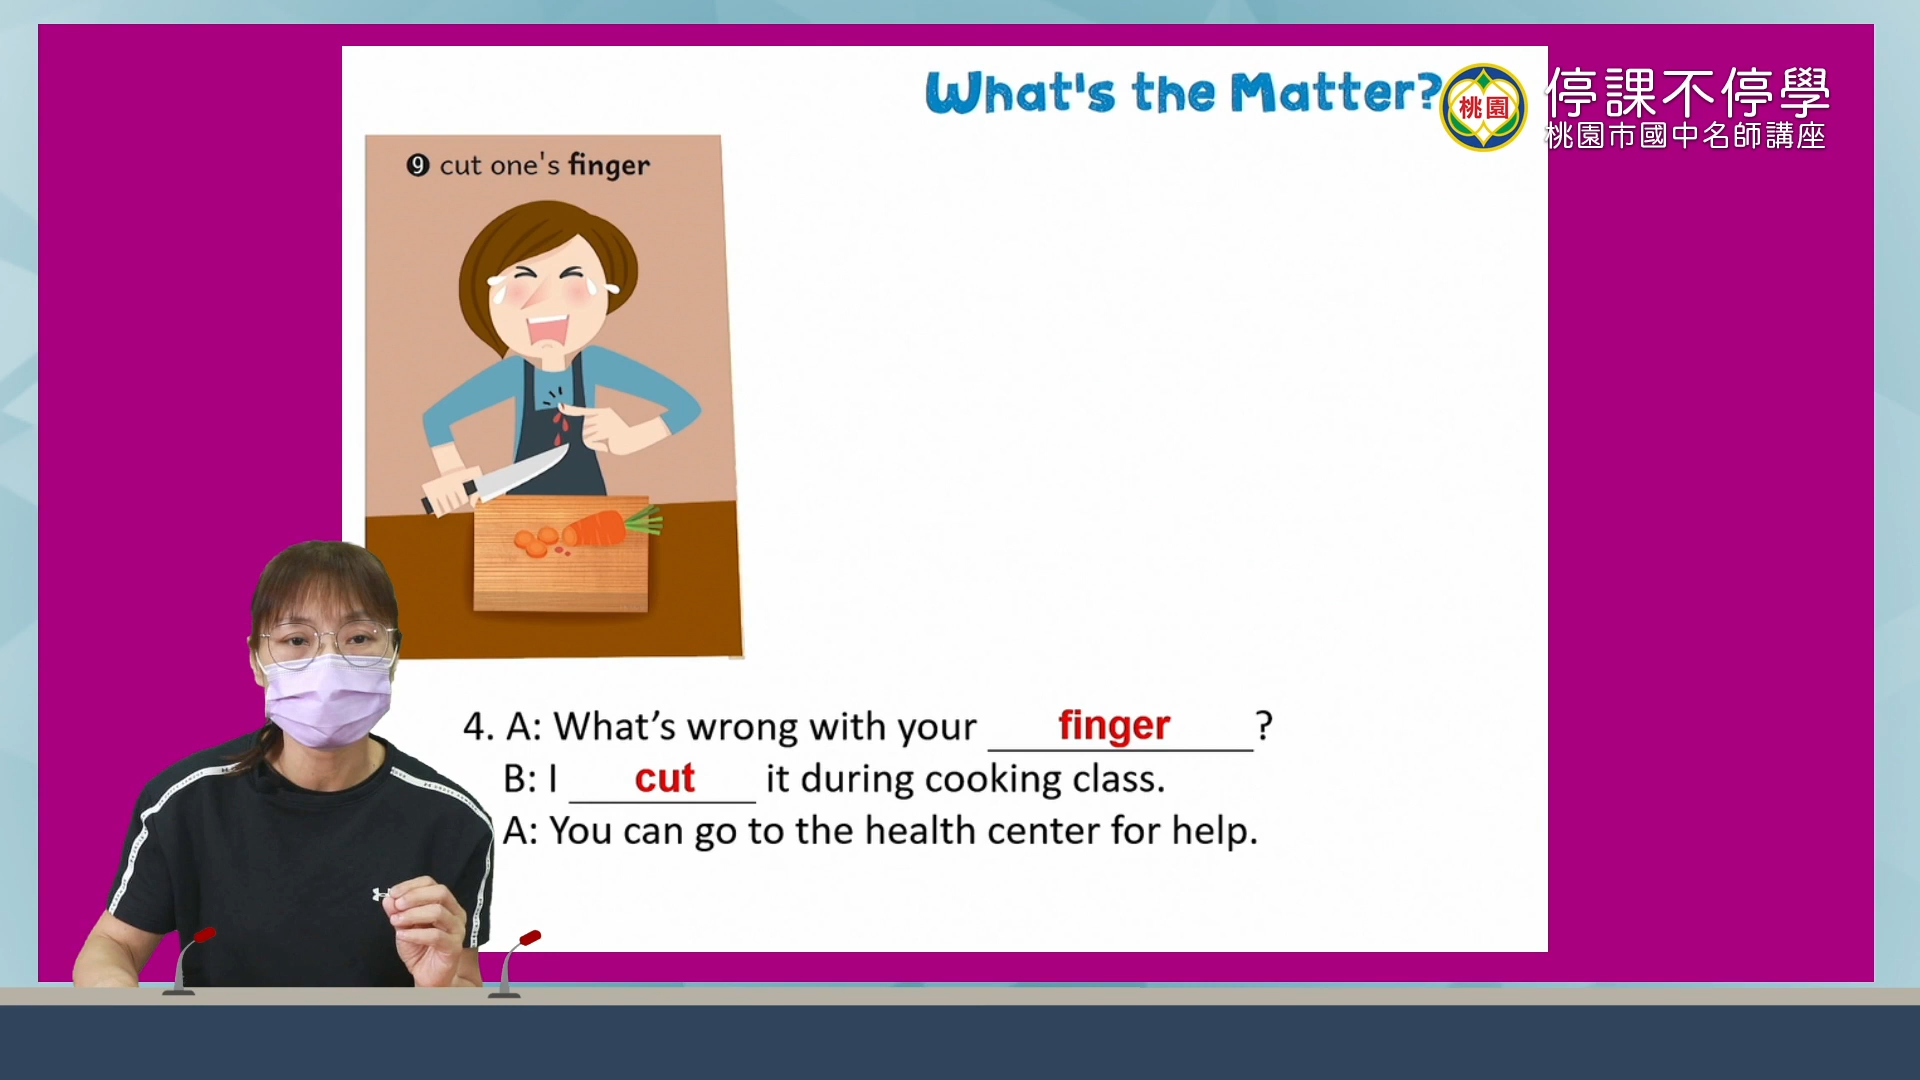 What's the Matter?
桃園
停課不停學
桃園市國中名師講座
❾ cut one's finger
4. A: What’s wrong with your finger?
B: I cut it during cooking class.
A: You can go to the health center for help.